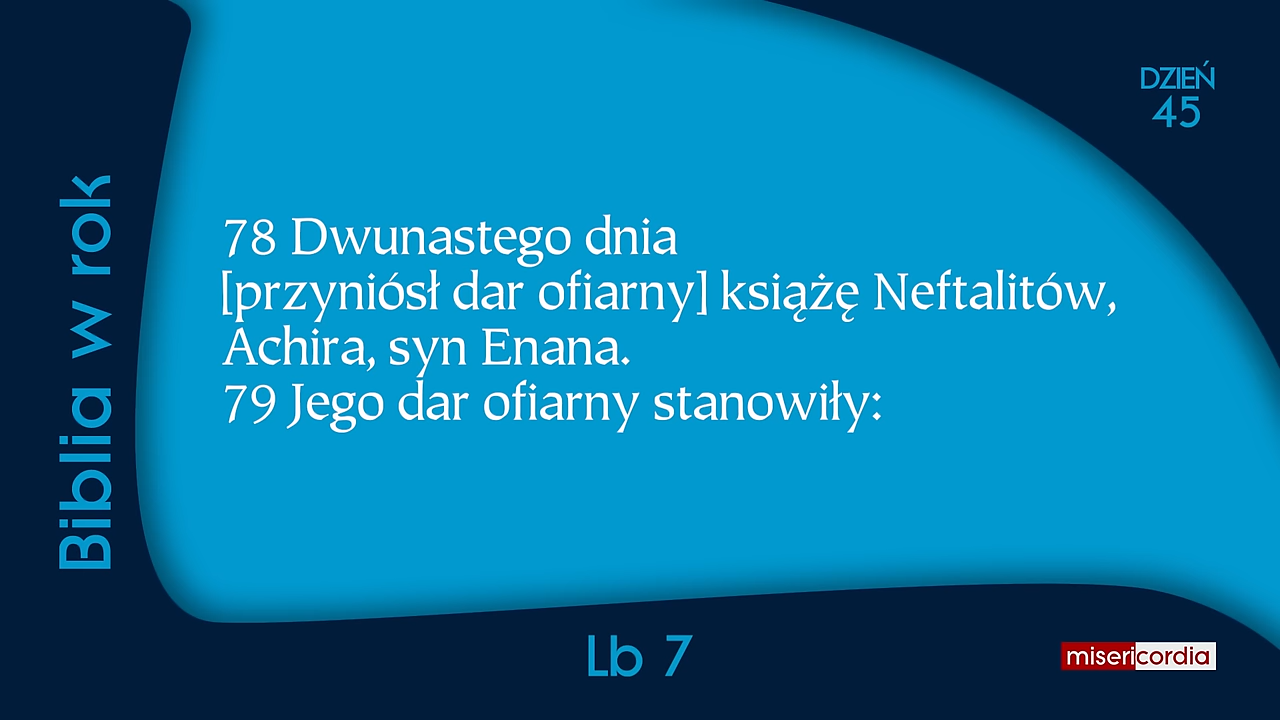 DZIEŃ
45
Biblia w rok
78 Dwunastego dnia
[przyniósł dar ofiarny] książę Neftalitów,
Achira, syn Enana.
79 Jego dar ofiarny stanowiły:
Lb 7
misericordia